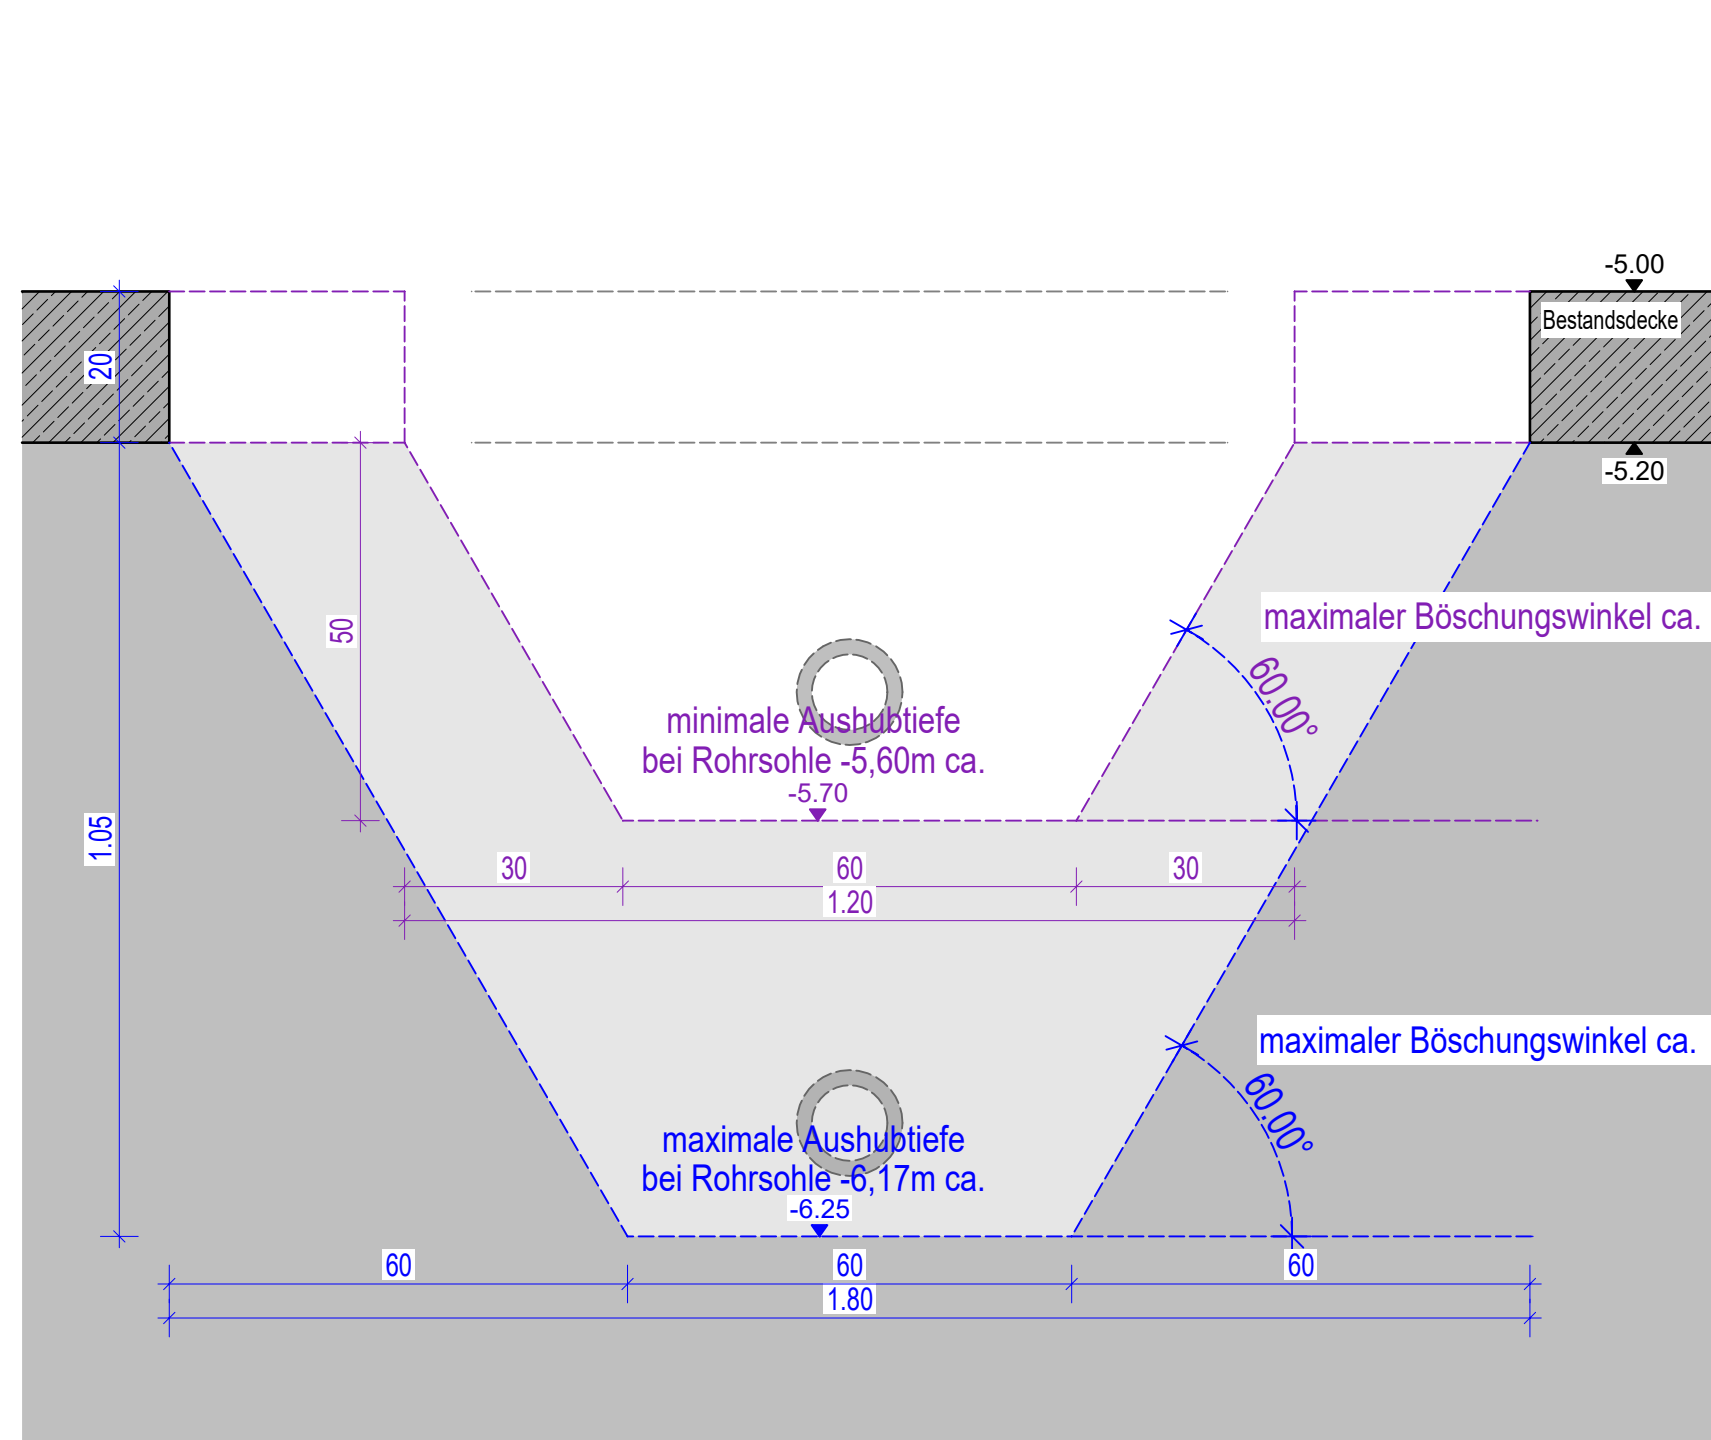 -5.00
Bestandsdecke
20
-5.20
50
maximaler Böschungswinkel ca.
60.00°
minimale Aushubtiefe
bei Rohrsohle -5,60m ca.
-5.70
1.05
30
60
30
1.20
maximaler Böschungswinkel ca.
60.00°
maximale Aushubtiefe
bei Rohrsohle -6,17m ca.
-6.25
60
60
60
1.80